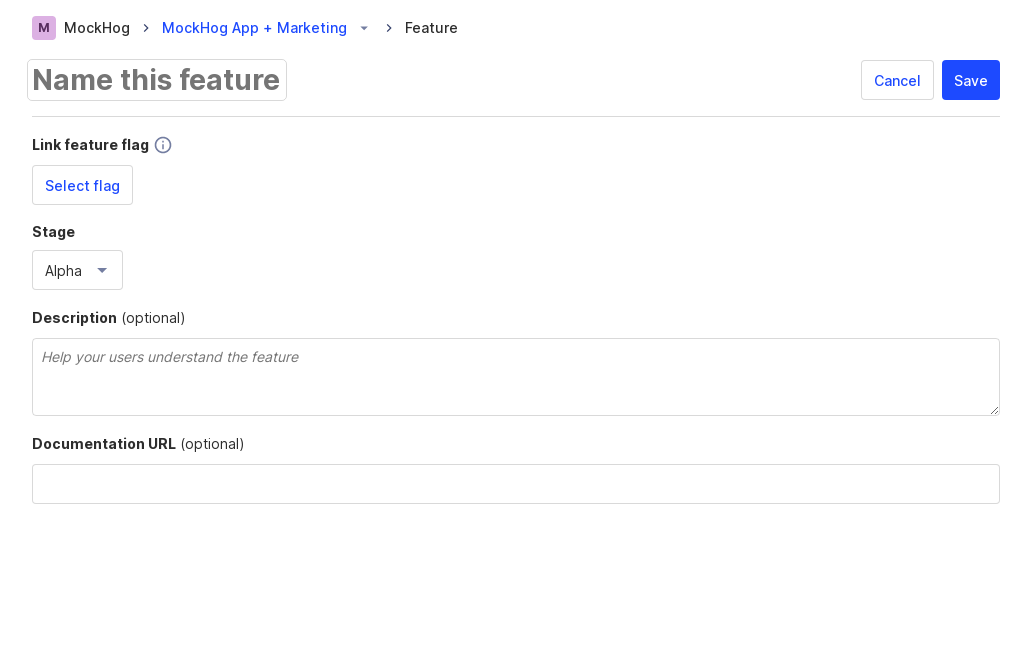 M MockHog > MockHog App + Marketing > Feature
Name this feature
Cancel Save
Link feature flag
Select flag
Stage
Alpha
Description (optional)
Help your users understand the feature
Documentation URL (optional)